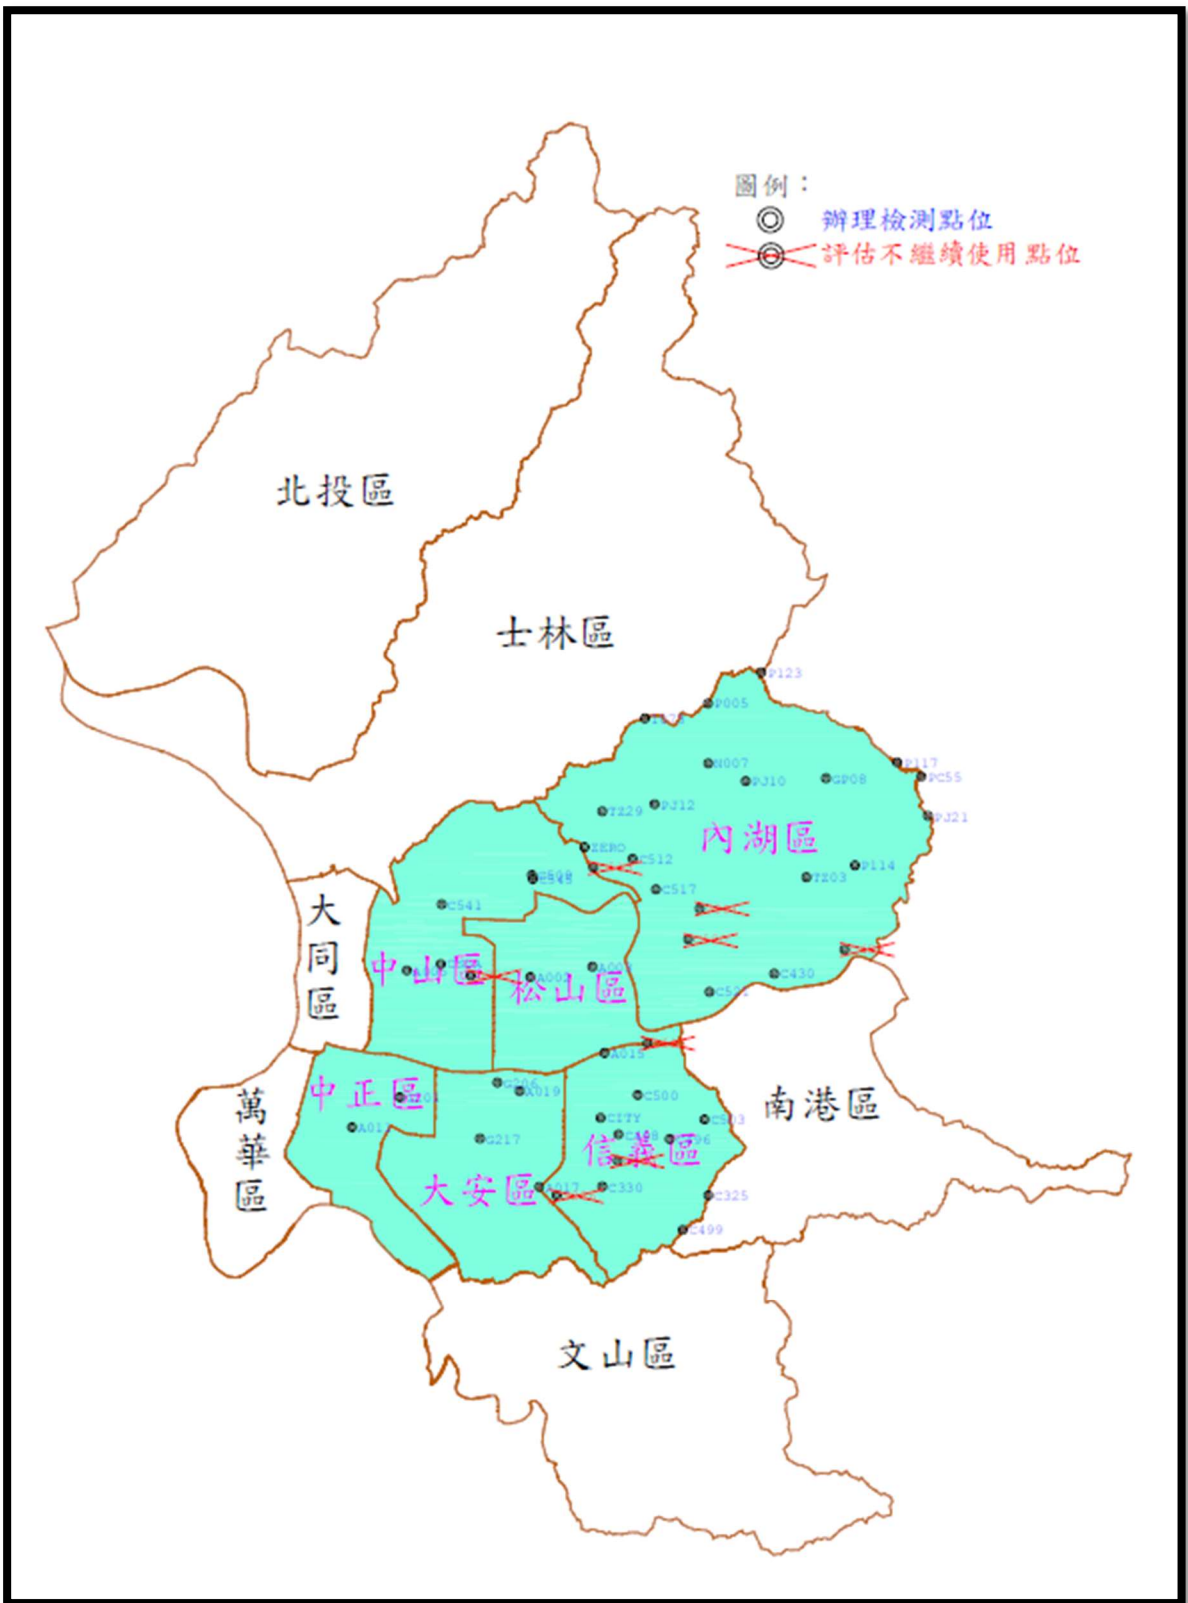 圖例：
辦理檢測點位
評估不繼續使用點位
北投區
士林區
P123
P005
N007
P117
PJ10
GP08
PC55
PJ12
TZ29
PJ21
內湖區
ZERO
C512
P114
TZ03
C517
C541
大同區
中山區
A002
松山區
C430
A015
萬華區
中正區
G206
A019
C500
南港區
CITY
C503
G217
信義區
大安區
A017
C330
C325
C499
文山區